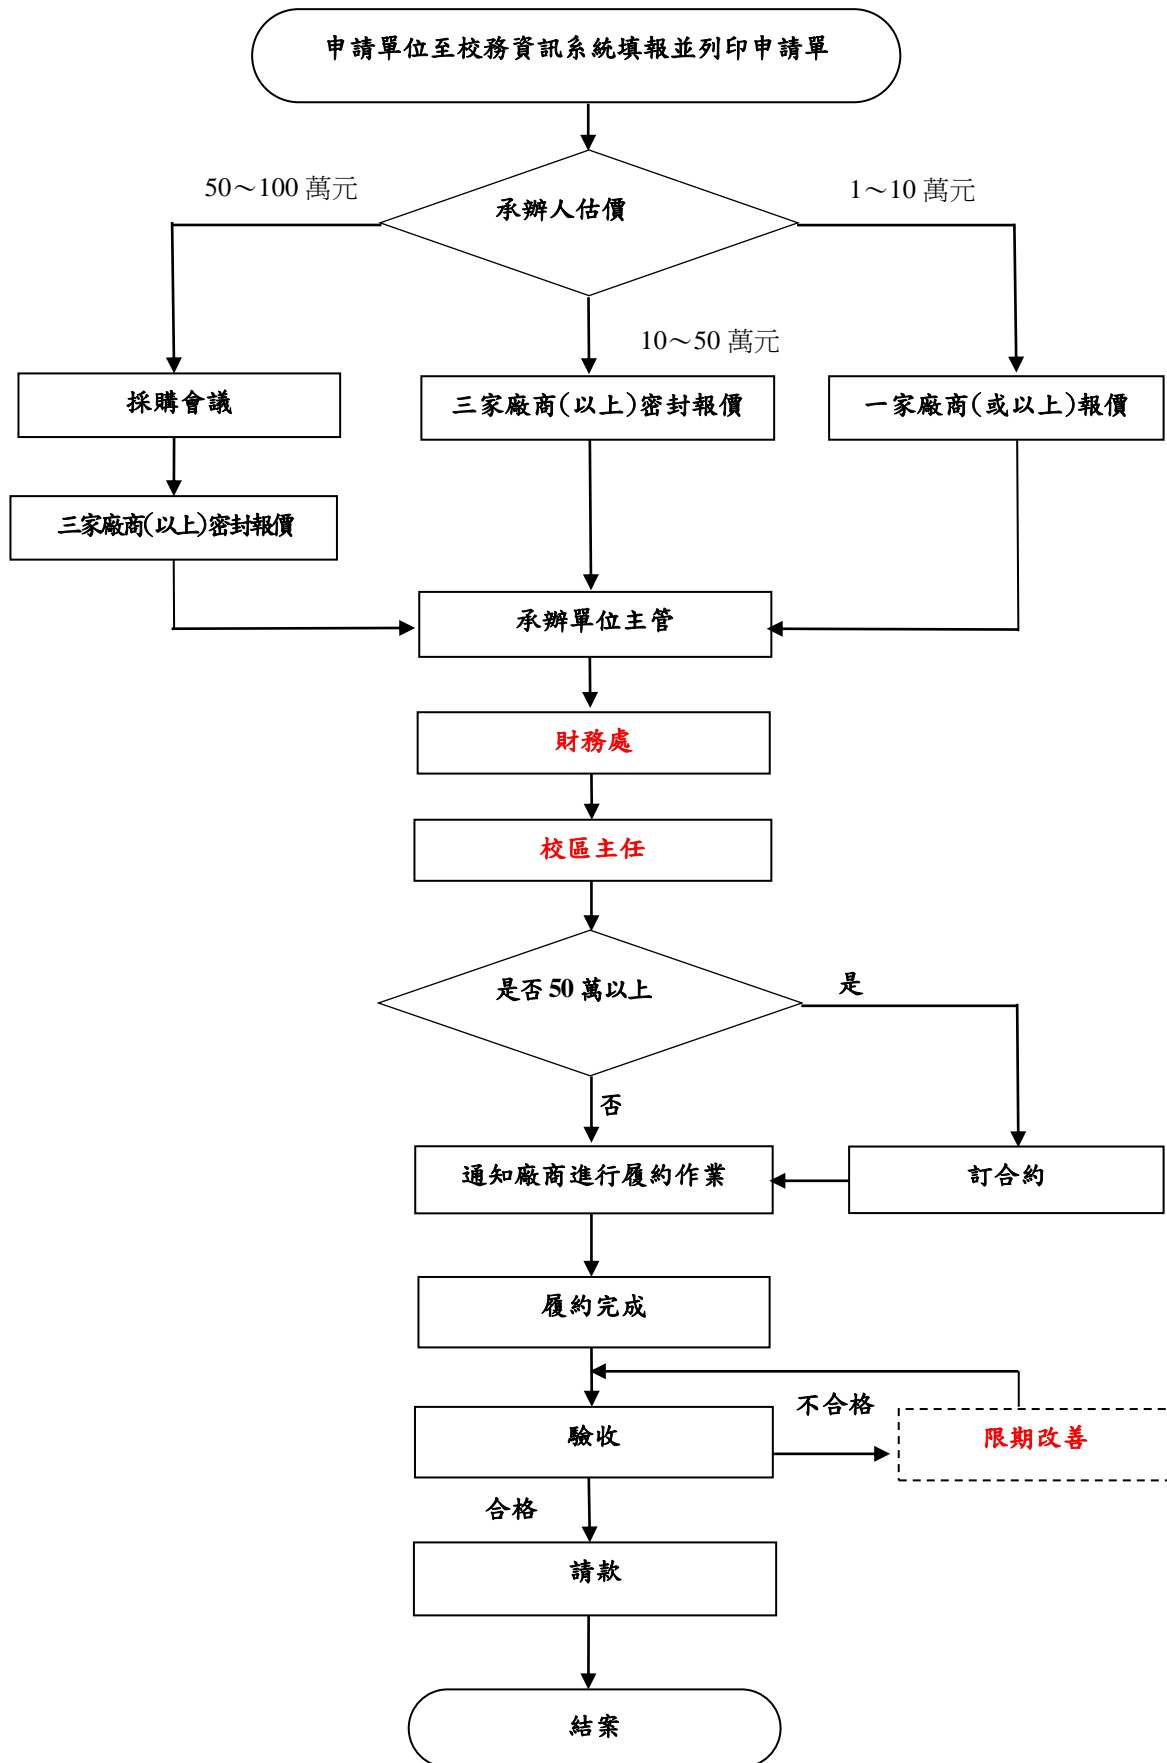 申請單位至校務資訊系統填報並列印申請單
50～100 萬元
1～10 萬元
承辦人估價
10～50 萬元
採購會議
三家廠商(以上)密封報價
一家廠商(或以上)報價
三家廠商(以上)密封報價
承辦單位主管
財務處
校區主任
是否 50 萬以上
是
否
通知廠商進行履約作業
訂合約
履約完成
不合格
驗收
限期改善
合格
請款
結案